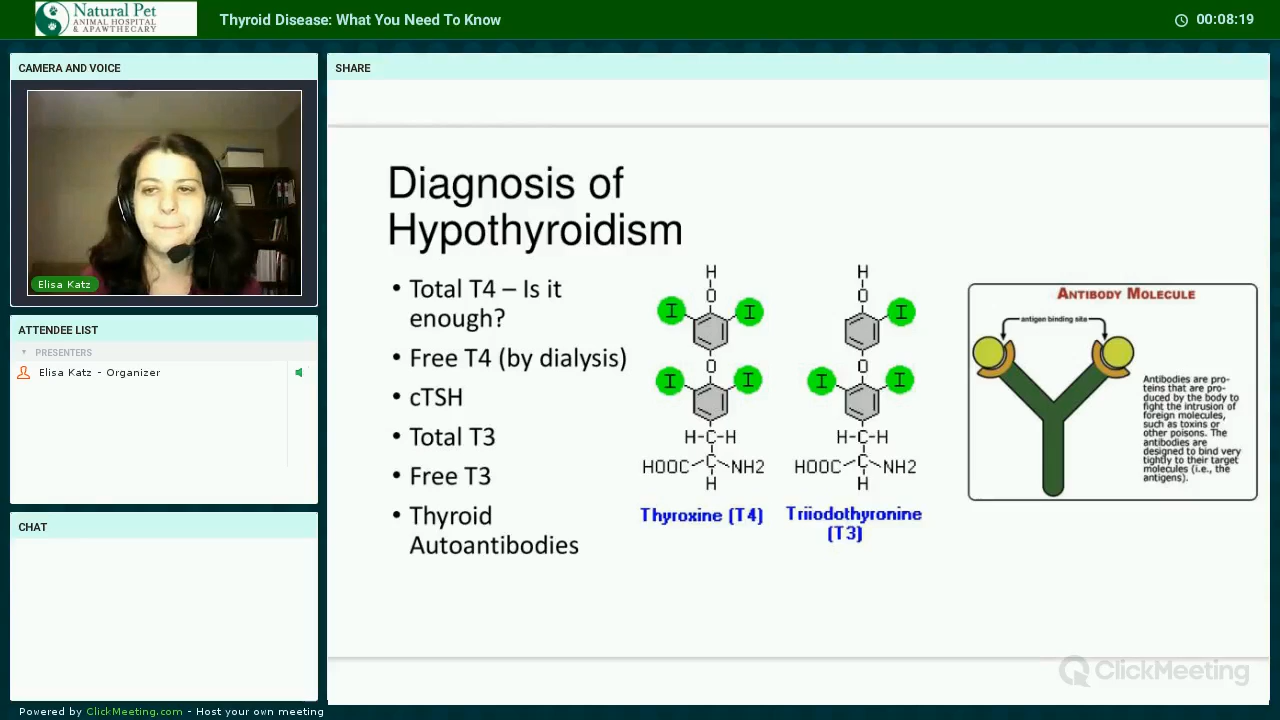 Natural Pet
ANIMAL HOSPITAL
& APAWTHECARY
Thyroid Disease: What You Need To Know
00:08:19
CAMERA AND VOICE
Elisa Katz
ATTENDEE LIST
PRESENTERS
Elisa Katz - Organizer
CHAT
SHARE
Diagnosis of
Hypothyroidism
• Total T4 – Is it
enough?
• Free T4 (by dialysis)
• cTSH
• Total T3
• Free T3
• Thyroid
Autoantibodies
H
O
I I
O
I I
H-C-H
HOOC C NH2
H
Thyroxine (T4)
H
O
I
O
I I
H-C-H
HOOC C NH2
H
Triiodothyronine
(T3)
ANTIBODY MOLECULE
antigen binding site
Antibodies are pro-
teins that are pro-
duced by the body to
fight the intrusion of
foreign molecules,
such as toxins or
other poisons. The
antibodies are
designed to bind very
tightly to their target
molecules (i.e., the
antigens).
ClickMeeting
Powered by ClickMeeting.com - Host your own meeting